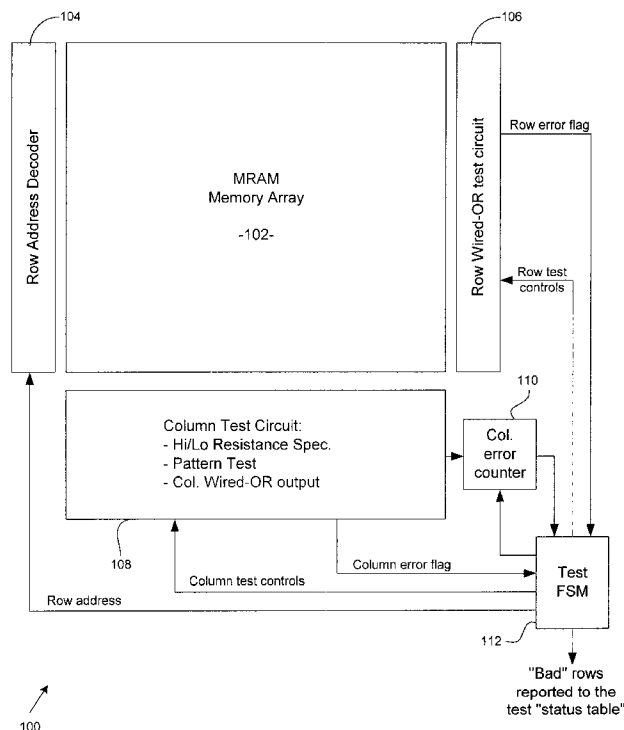 104
106
Row Address Decoder
MRAM
Memory Array
-102-
Row Wired-OR test circuit
Row error flag
Row test
controls
110
Column Test Circuit:
- Hi/Lo Resistance Spec.
- Pattern Test
- Col. Wired-OR output
Col.
error
counter
108
Column error flag
Column test controls
Row address
Test
FSM
112
"Bad" rows
reported to the
test "status table"
100